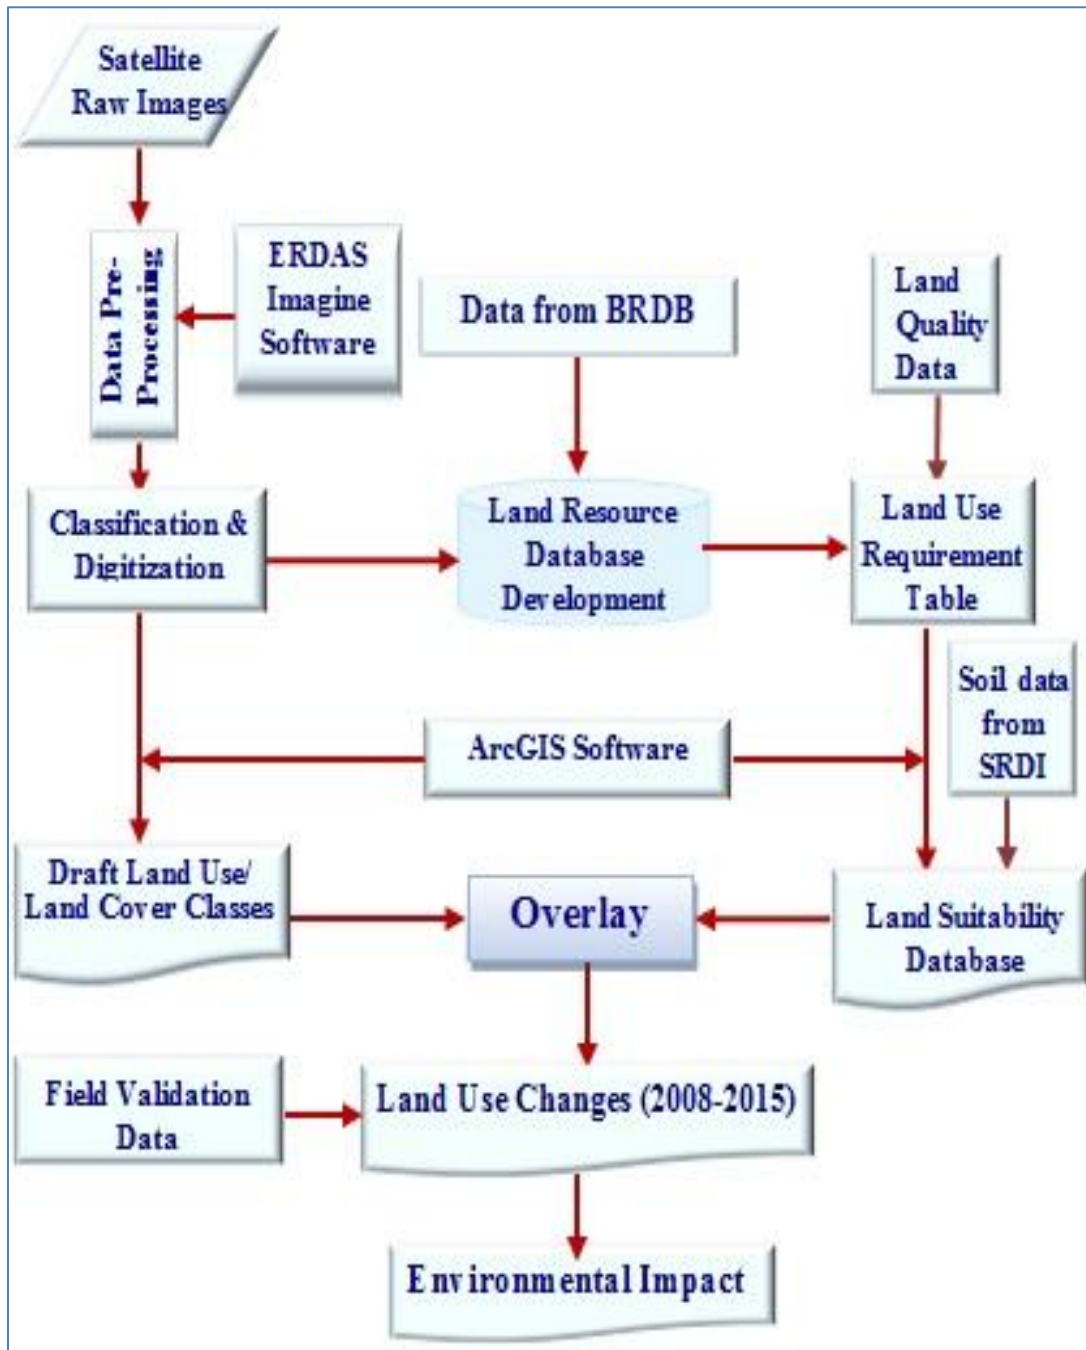 Satellite
Raw Images
Data Pre-
Processing
ERDAS
Imagine
Software
Data from BRDB
Land
Quality
Data
Classification &
Digitization
Land Resource
Database
Development
Land Use
Requirement
Table
Soil data
from
SRDI
ArcGIS Software
Draft Land Use/
Land Cover Classes
Overlay
Land Suitability
Database
Field Validation
Data
Land Use Changes (2008-2015)
Environmental Impact